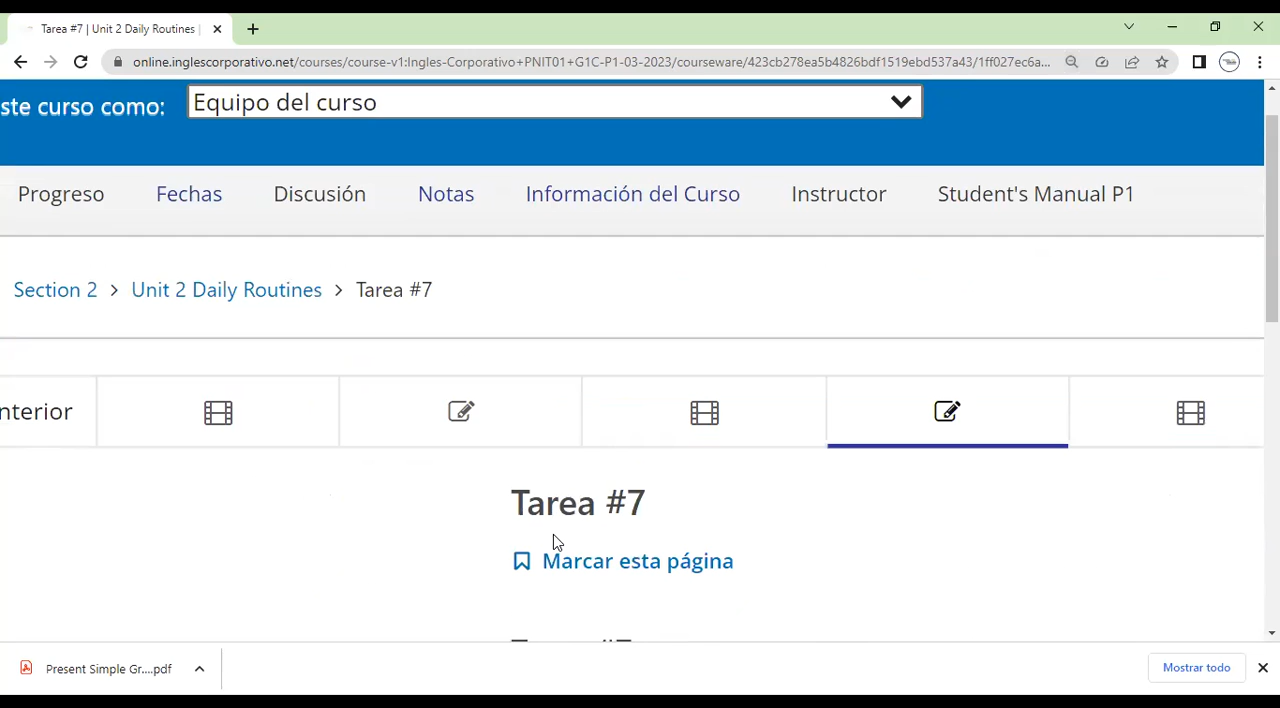 Tarea #7 | Unit 2 Daily Routines |
online.inglescorporativo.net/courses/course-v1:Ingles-Corporativo+PNIT01+G1C-P1-03-2023/courseware/423cb278ea5b4826bdf1519ebd537a43/1ff027ec6a...
ste curso como: Equipo del curso
Progreso Fechas Discusión Notas Información del Curso Instructor Student's Manual P1
Section 2 > Unit 2 Daily Routines > Tarea #7
nterior
Tarea #7
Marcar esta página
Present Simple Gr....pdf Mostrar todo